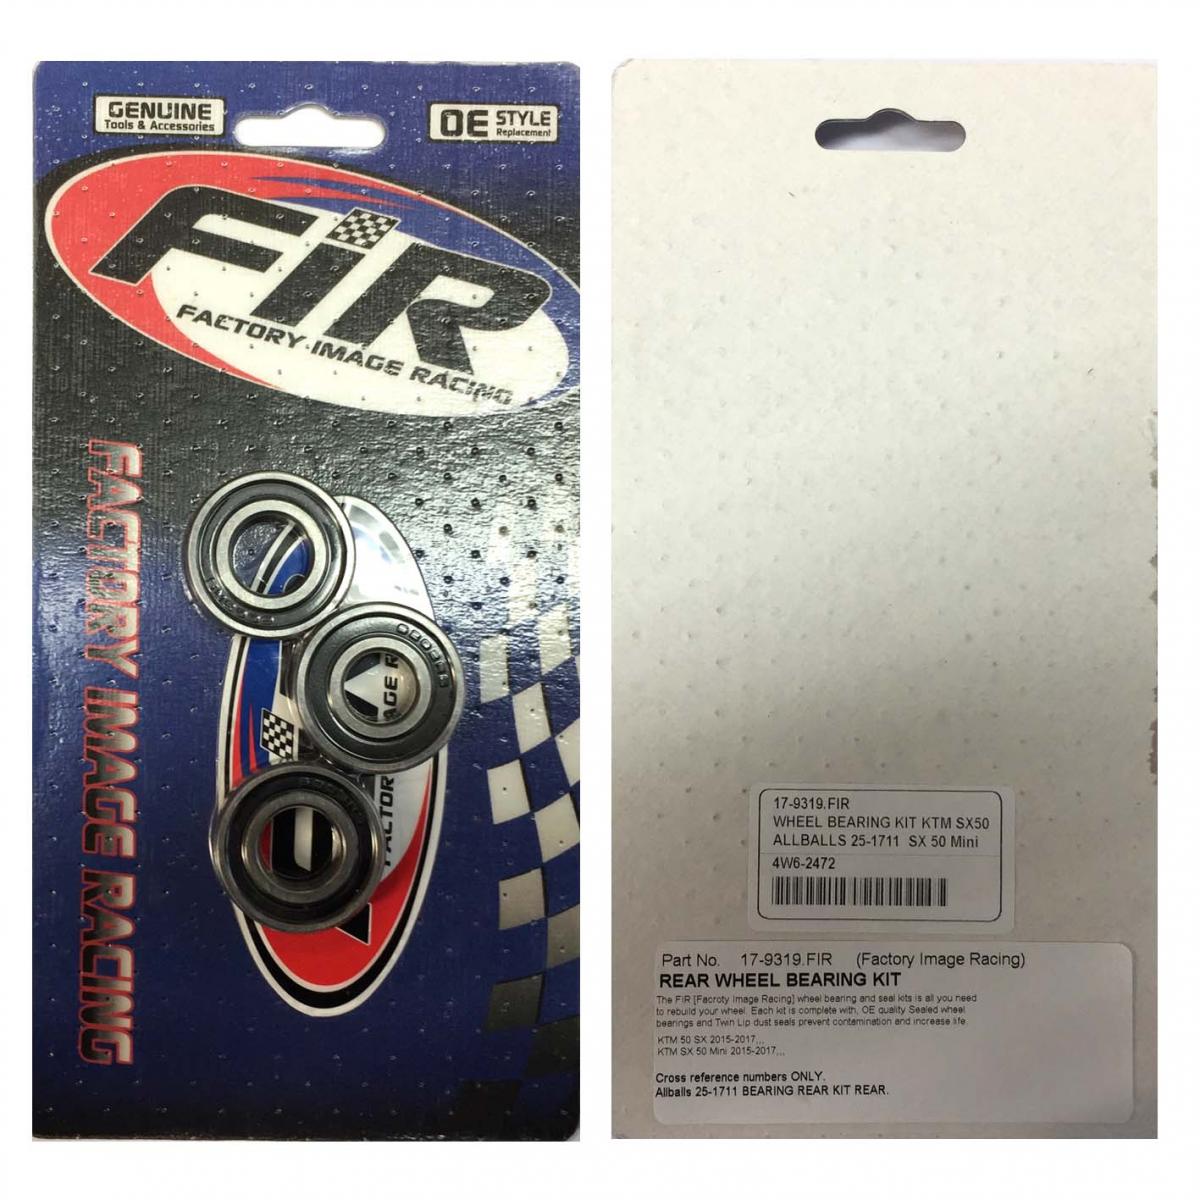 GENUINE
Tools & Accessories
OE STYLE
Replacement
FiR
FACTORY IMAGE RACING
FACTORY IMAGE RACING
AGE R
FACTOR
17-9319.FIR
WHEEL BEARING KIT KTM SX50
ALLBALLS 25-1711 SX 50 Mini
4W6-2472
Part No. 17-9319.FIR (Factory Image Racing)
REAR WHEEL BEARING KIT
The FIR [Facroty Image Racing] wheel bearing and seal kits is all you need
to rebuild your wheel. Each kit is complete with, OE quality Sealed wheel
bearings and Twin Lip dust seals prevent contamination and increase life.
KTM 50 SX 2015-2017,,,
KTM SX 50 Mini 2015-2017,,,
Cross reference numbers ONLY.
Allballs 25-1711 BEARING REAR KIT REAR.